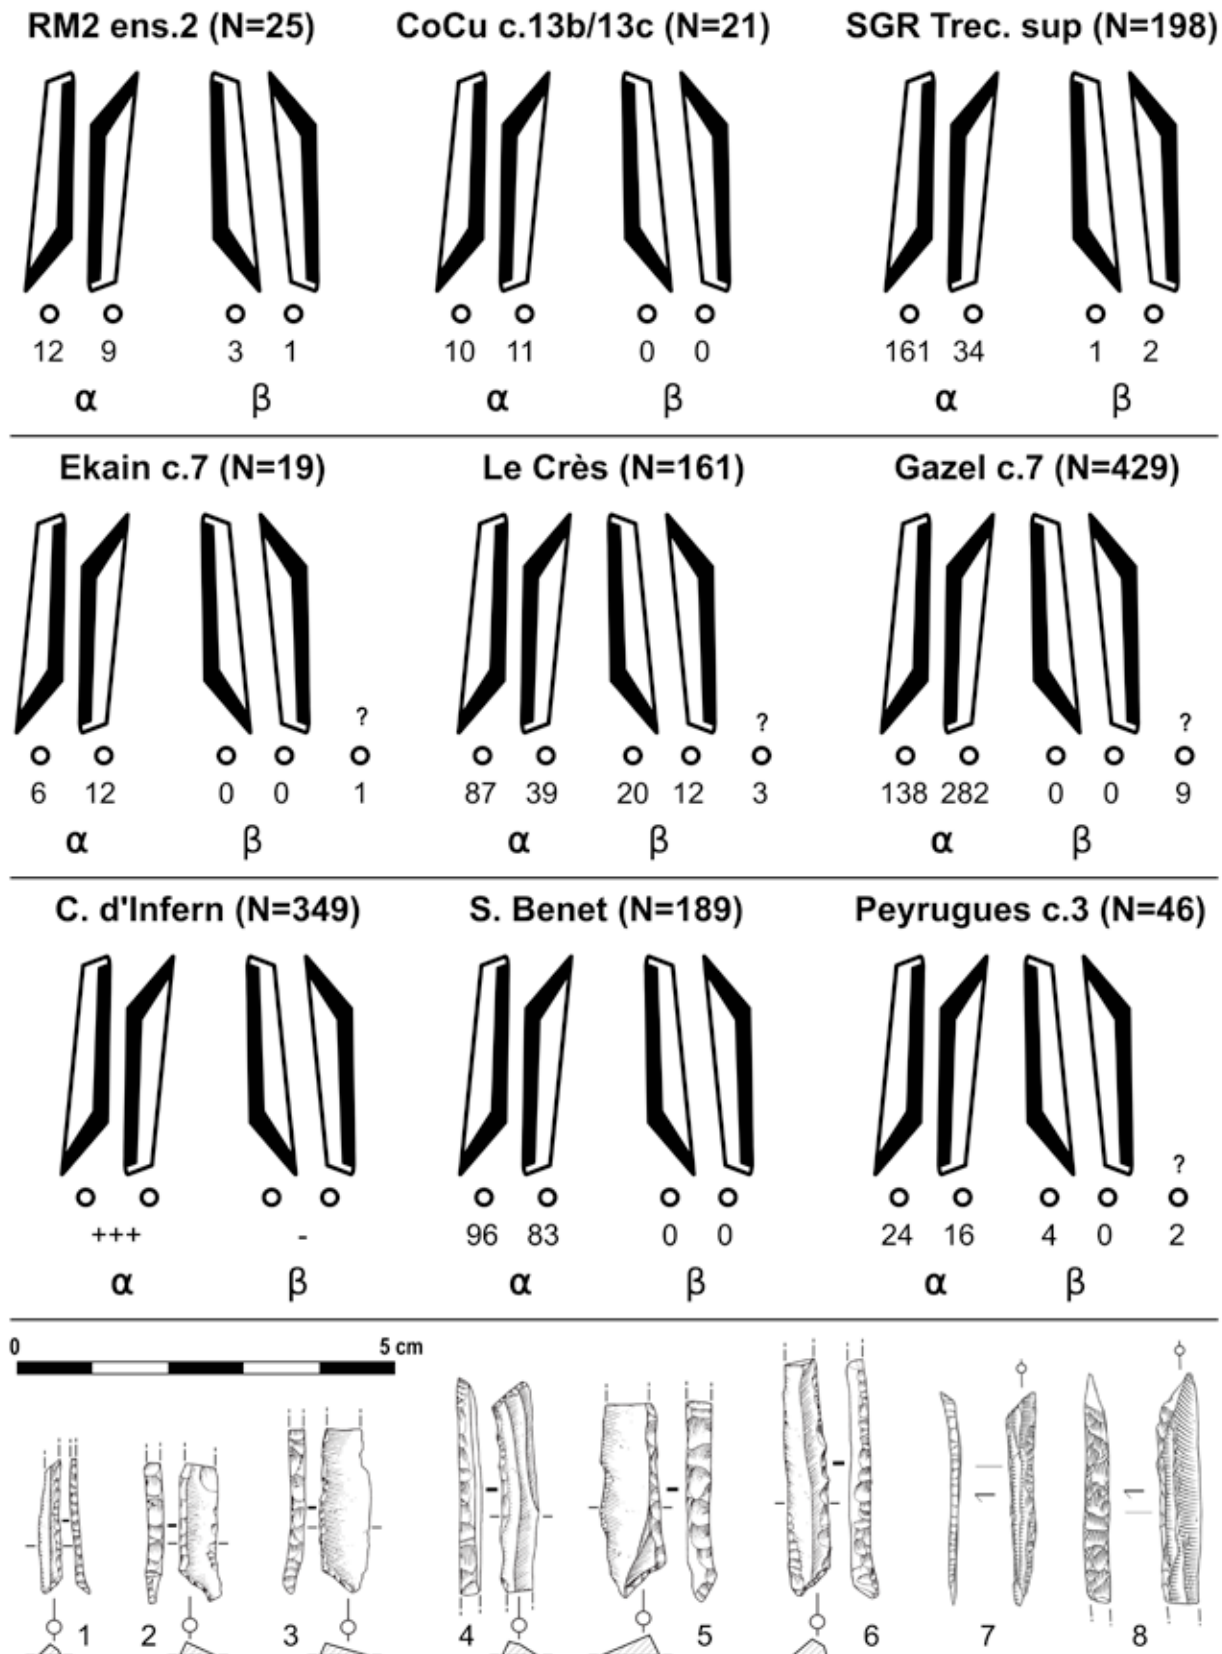 RM2 ens.2 (N=25) CoCu c.13b/13c (N=21) SGR Trec. sup (N=198)
12 9 3 1 10 11 0 0 161 34 1 2
α β α β α β
Ekain c.7 (N=19) Le Crès (N=161) Gazel c.7 (N=429)
? ? ?
6 12 0 0 1 87 39 20 12 3 138 282 0 0 9
α β α β α β
C. d'Infern (N=349) S. Benet (N=189) Peyrugues c.3 (N=46)
?
+++ - 96 83 0 0 24 16 4 0 2
α β α β α β
0 5 cm
1 2 3 4 5 6 7 8